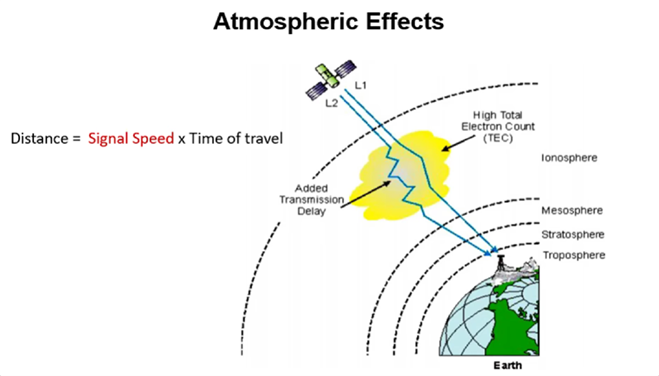 Atmospheric Effects
L1
L2
High Total
Electron Count
(TEC)
Distance = Signal Speed x Time of travel
Ionosphere
Added
Transmission
Delay
Mesosphere
Stratosphere
Troposphere
Earth